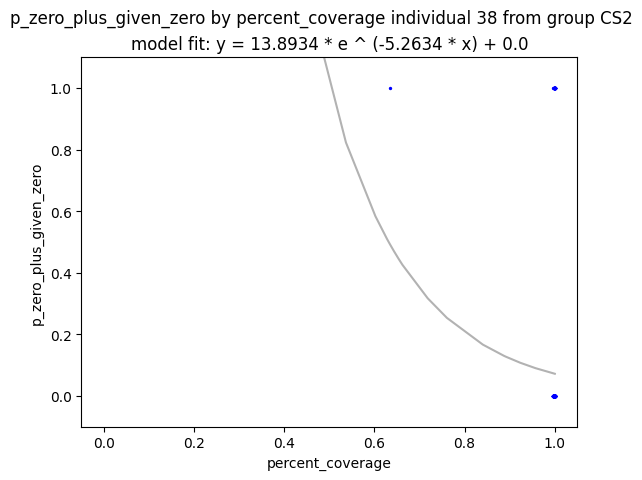 p_zero_plus_given_zero by percent_coverage individual 38 from group CS2
model fit: y = 13.8934 * e ^ (-5.2634 * x) + 0.0
1.0
0.8
0.6
0.4
0.2
0.0
p_zero_plus_given_zero
0.0 0.2 0.4 0.6 0.8 1.0
percent_coverage